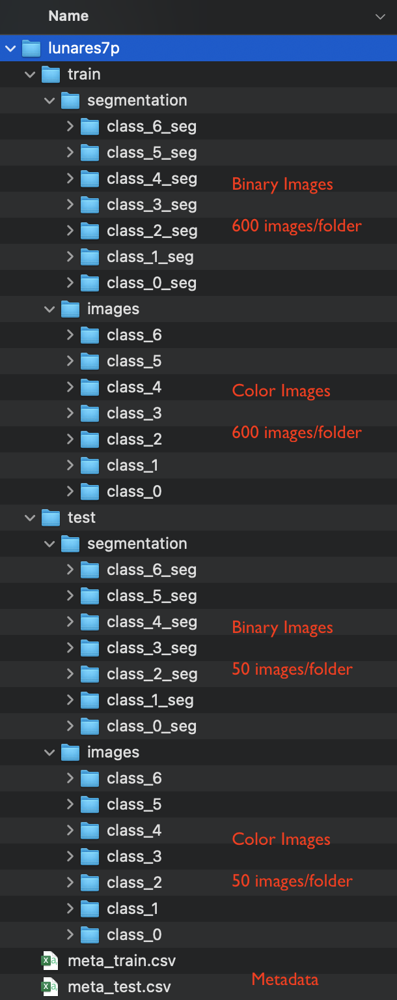 Name
lunares7p
train
segmentation
class_6_seg
class_5_seg
class_4_seg
Binary Images
class_3_seg
600 images/folder
class_2_seg
class_1_seg
class_0_seg
images
class_6
class_5
class_4
Color Images
class_3
600 images/folder
class_2
class_1
class_0
test
segmentation
class_6_seg
class_5_seg
class_4_seg
Binary Images
class_3_seg
50 images/folder
class_2_seg
class_1_seg
class_0_seg
images
class_6
class_5
class_4
Color Images
class_3
50 images/folder
class_2
class_1
class_0
meta_train.csv
Metadata
meta_test.csv